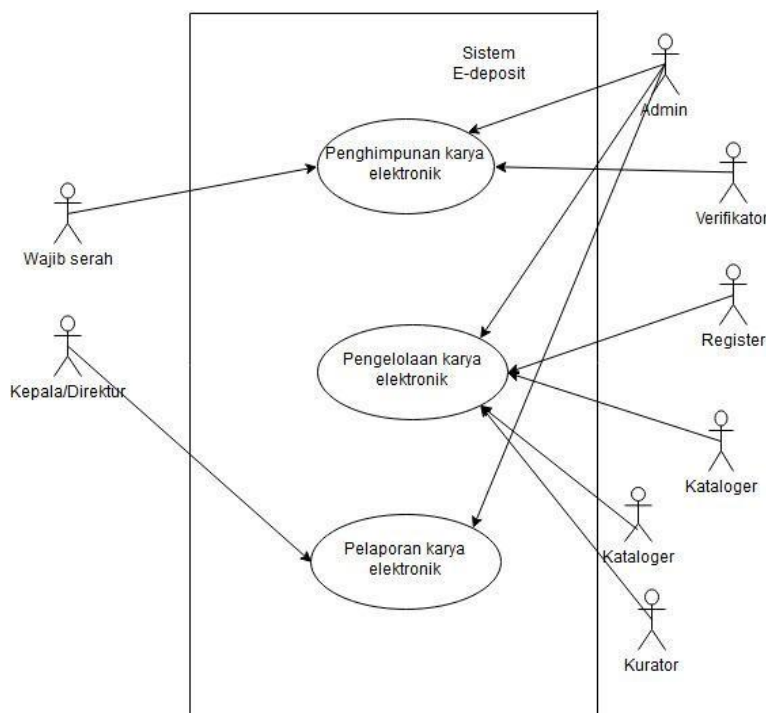 Sistem
E-deposit
Admin
Penghimpunan karya
elektronik
Verifikator
Wajib serah
Register
Pengelolaan karya
elektronik
Kepala/Direktur
Kataloger
Pelaporan karya
elektronik
Kataloger
Kurator